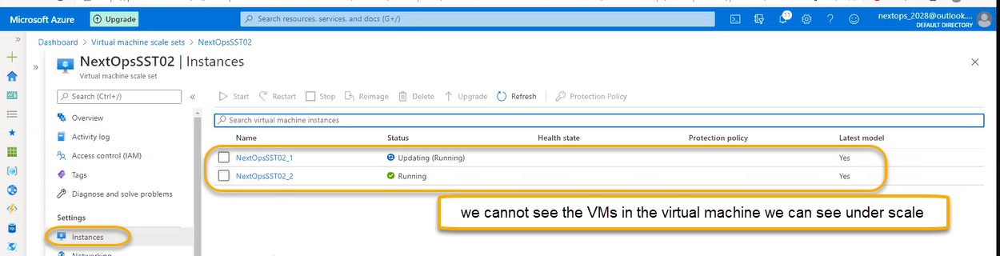 Microsoft Azure
Upgrade
Search resources, services, and docs (G+/)
11
nextops_2028@outlook....
DEFAULT DIRECTORY
Dashboard > Virtual machine scale sets > NextOpsSST02
NextOpsSST02 | Instances
Virtual machine scale set
Search (Ctrl+/)
Start Restart Stop Reimage Delete Upgrade Refresh Protection Policy
Search virtual machine instances
Overview
Activity log
Access control (IAM)
Tags
Diagnose and solve problems
Settings
Instances
Networking
Name Status Health state Protection policy Latest model
NextOpsSST02_1 Updating (Running) Yes
NextOpsSST02_2 Running Yes
we cannot see the VMs in the virtual machine we can see under scale